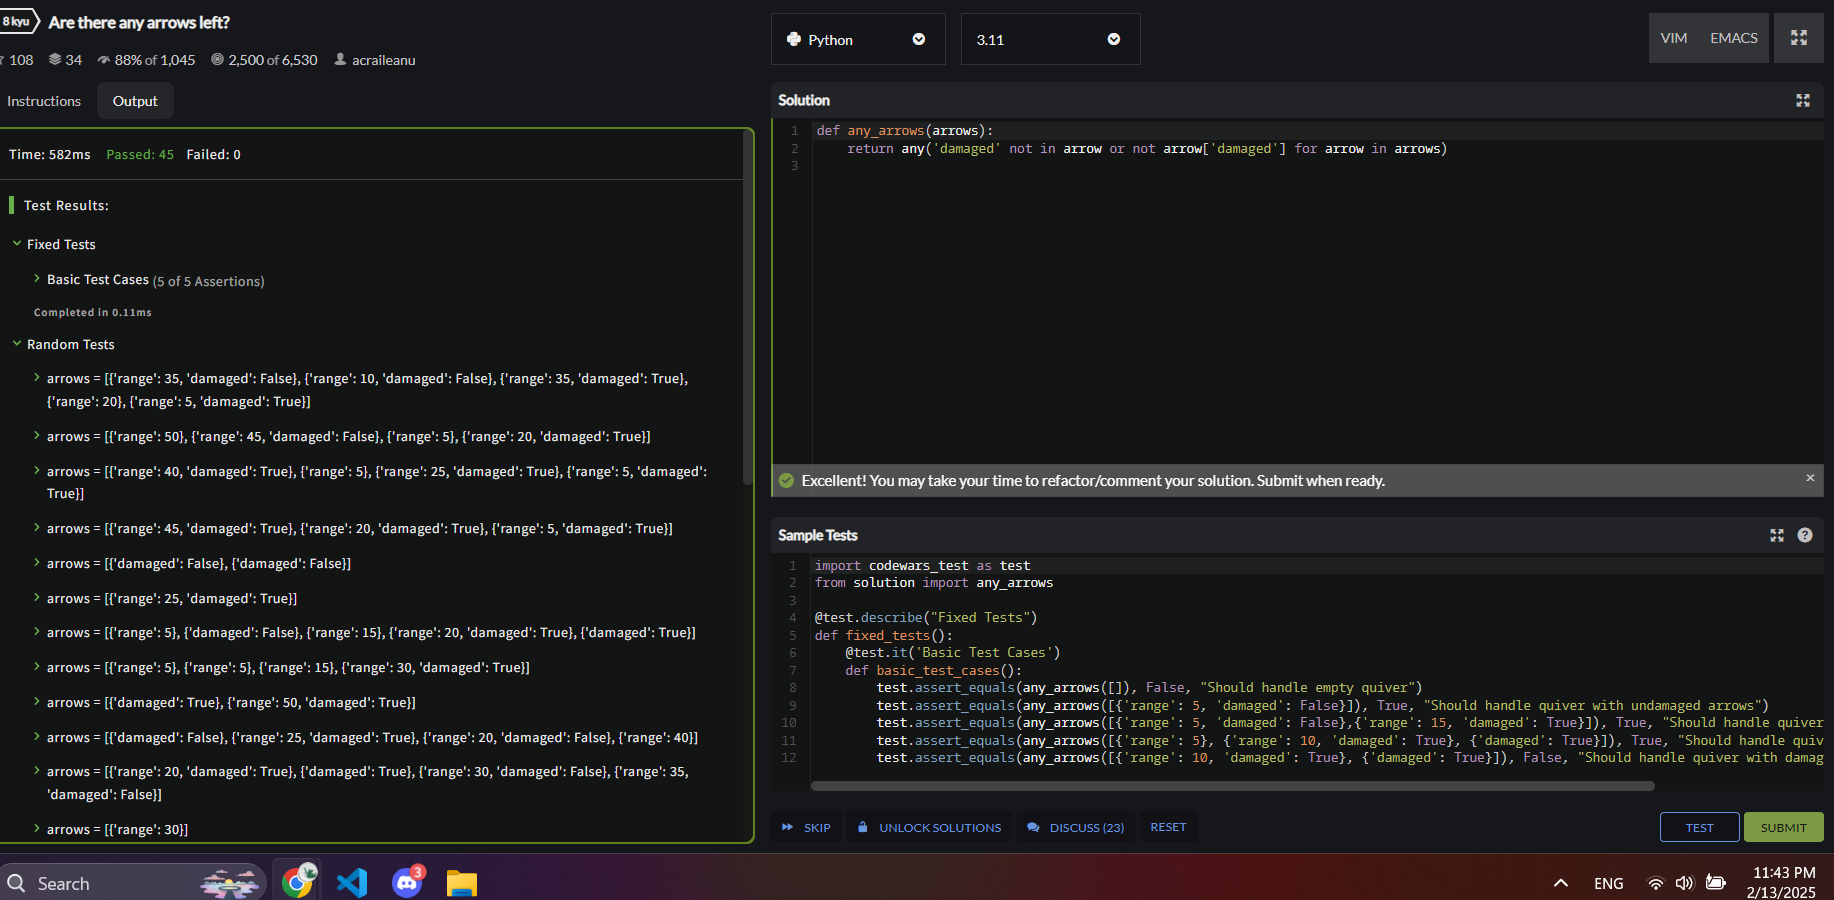 8 kyu
Are there any arrows left?
108 34 88% of 1,045 2,500 of 6,530 acraileanu
Instructions
Output
Time: 582ms Passed: 45 Failed: 0
Test Results:
Fixed Tests
Basic Test Cases (5 of 5 Assertions)
Completed in 0.11ms
Random Tests
arrows = [{'range': 35, 'damaged': False}, {'range': 10, 'damaged': False}, {'range': 35, 'damaged': True},
{'range': 20}, {'range': 5, 'damaged': True}]
arrows = [{'range': 50}, {'range': 45, 'damaged': False}, {'range': 5}, {'range': 20, 'damaged': True}]
arrows = [{'range': 40, 'damaged': True}, {'range': 5}, {'range': 25, 'damaged': True}, {'range': 5, 'damaged':
True}]
arrows = [{'range': 45, 'damaged': True}, {'range': 20, 'damaged': True}, {'range': 5, 'damaged': True}]
arrows = [{'damaged': False}, {'damaged': False}]
arrows = [{'range': 25, 'damaged': True}]
arrows = [{'range': 5}, {'damaged': False}, {'range': 15}, {'range': 20, 'damaged': True}, {'damaged': True}]
arrows = [{'range': 5}, {'range': 5}, {'range': 15}, {'range': 30, 'damaged': True}]
arrows = [{'damaged': True}, {'range': 50, 'damaged': True}]
arrows = [{'damaged': False}, {'range': 25, 'damaged': True}, {'range': 20, 'damaged': False}, {'range': 40}]
arrows = [{'range': 20, 'damaged': True}, {'damaged': True}, {'range': 30, 'damaged': False}, {'range': 35,
'damaged': False}]
arrows = [{'range': 30}]
Python
3.11
VIM
EMACS
Solution
1 def any_arrows(arrows):
2 return any('damaged' not in arrow or not arrow['damaged'] for arrow in arrows)
3
Excellent! You may take your time to refactor/comment your solution. Submit when ready.
×
Sample Tests
?
1 import codewars_test as test
2 from solution import any_arrows
3
4 @test.describe("Fixed Tests")
5 def fixed_tests():
6 @test.it('Basic Test Cases')
7 def basic_test_cases():
8 test.assert_equals(any_arrows([]), False, "Should handle empty quiver")
9 test.assert_equals(any_arrows([{'range': 5, 'damaged': False}]), True, "Should handle quiver with undamaged arrows")
10 test.assert_equals(any_arrows([{'range': 5, 'damaged': False},{'range': 15, 'damaged': True}]), True, "Should handle quiver
11 test.assert_equals(any_arrows([{'range': 5}, {'range': 10, 'damaged': True}, {'damaged': True}]), True, "Should handle quiv
12 test.assert_equals(any_arrows([{'range': 10, 'damaged': True}, {'damaged': True}]), False, "Should handle quiver with damag
SKIP
UNLOCK SOLUTIONS
DISCUSS (23)
RESET
TEST
SUBMIT
Search
3
ENG
11:43 PM
2/13/2025